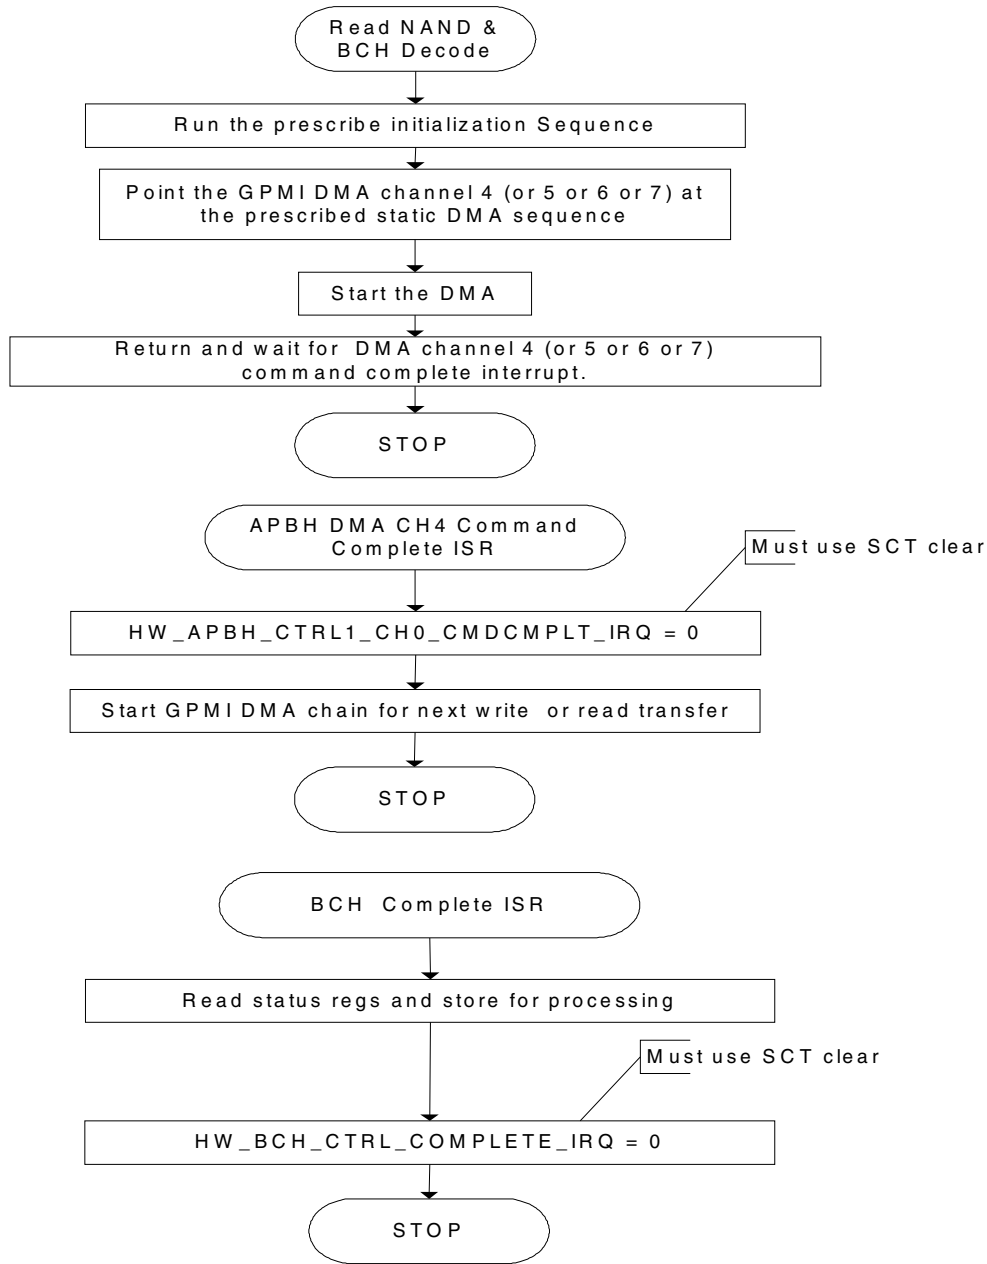 Read NAND &
BCH Decode
Run the prescribe initialization Sequence
Point the GPMI DMA channel 4 (or 5 or 6 or 7) at
the prescribed static DMA sequence
Start the DMA
Return and wait for DMA channel 4 (or 5 or 6 or 7)
command complete interrupt.
STOP
APBH DMA CH4 Command
Complete ISR
Must use SCT clear
HW_APBH_CTRL1_CH0_CMDCMPLT_IRQ = 0
Start GPMI DMA chain for next write or read transfer
STOP
BCH Complete ISR
Read status regs and store for processing
Must use SCT clear
HW_BCH_CTRL_COMPLETE_IRQ = 0
STOP